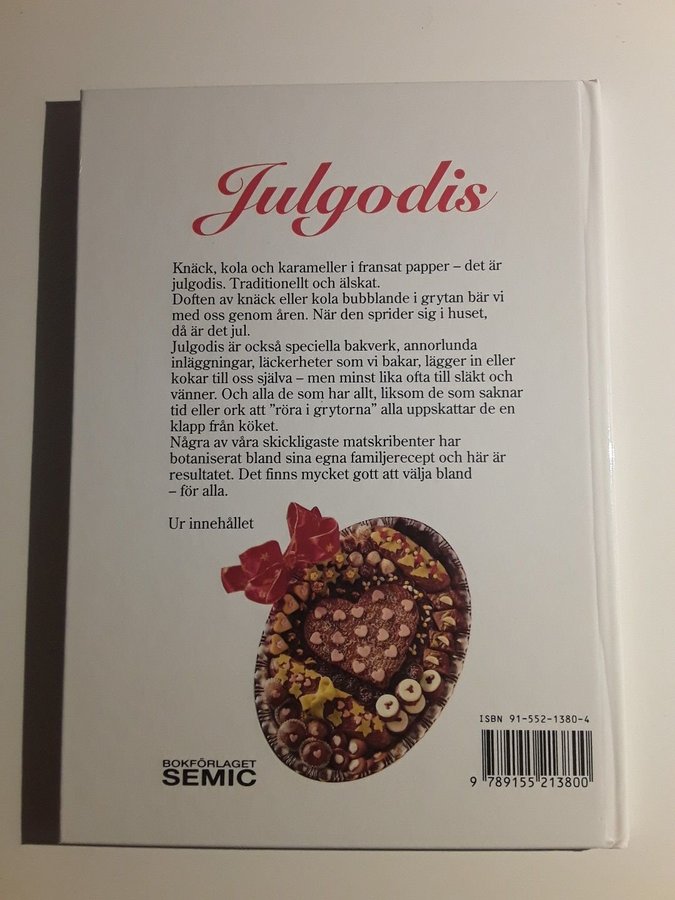 Julgodis
Knäck, kola och karameller i fransat papper – det är
julgodis. Traditionellt och älskat.
Doften av knäck eller kola bubblande i grytan bär vi
med oss genom åren. När den sprider sig i huset,
då är det jul.
Julgodis är också speciella bakverk, annorlunda
inläggningar, läckerheter som vi bakar, lägger in eller
kokar till oss själva – men minst lika ofta till släkt och
vänner. Och alla de som har allt, liksom de som saknar
tid eller ork att ”röra i grytorna” alla uppskattar de en
klapp från köket.
Några av våra skickligaste matskribenter har
botaniserat bland sina egna familjerecept och här är
resultatet. Det finns mycket gott att välja bland
– för alla.
Ur innehållet
ISBN 91-552-1380-4
BOKFÖRLAGET
SEMIC
9 789155 213800